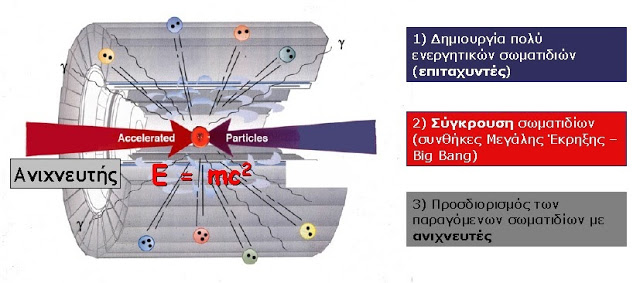 γ
γ
Accelerated
Particles
Ανιχνευτής
E = mc²
γ
γ
1) Δημιουργία πολύ
ενεργητικών σωματιδιών
(επιταχυντές)
2) Σύγκρουση σωματιδίων
(συνθήκες Μεγάλης Έκρηξης –
Big Bang)
3) Προσδιορισμός των
παραγόμενων σωματιδίων με
ανιχνευτές